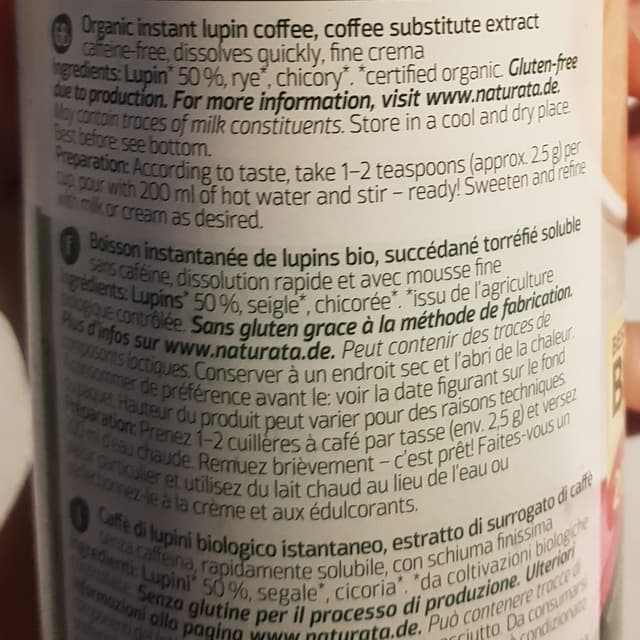 Organic instant lupin coffee, coffee substitute extract
caffeine-free, dissolves quickly, fine crema
Ingredients: Lupin* 50%, rye*, chicory*. *certified organic. Gluten-free
due to production. For more information, visit www.naturata.de.
May contain traces of milk constituents. Store in a cool and dry place.
Best before: see bottom.
Preparation: According to taste, take 1–2 teaspoons (approx. 2.5 g) per
cup, pour with 200 ml of hot water and stir – ready! Sweeten and refine
with milk or cream as desired.
F Boisson instantanée de lupins bio, succédané torréfié soluble
sans caféine, dissolution rapide et avec mousse fine
Ingrédients: Lupins* 50%, seigle*, chicorée*. *issu de l'agriculture
biologique contrôlée. Sans gluten grace à la méthode de fabrication.
Plus d'infos sur www.naturata.de. Peut contenir des traces de
composants lactiques. Conserver à un endroit sec et l'abri de la chaleur.
consommer de préférence avant le: voir la date figurant sur le fond
Hauteur du produit peut varier pour des raisons techniques.
Préparation: Prenez 1–2 cuillères à café par tasse (env. 2,5 g) et versez
d'eau chaude. Remuez brièvement – c'est prêt! Faites-vous un
particulier et utilisez du lait chaud au lieu de l'eau ou
sélectionnez-le à la crème et aux édulcorants.
I Caffè di lupini biologico istantaneo, estratto di surrogato di caffè
senza caffeina, rapidamente solubile, con schiuma finissima
Ingredienti: Lupini* 50%, segale*, cicoria*. *da coltivazioni biologiche
Senza glutine per il processo di produzione. Ulteriori
informazioni alla pagina www.naturata.de. Può contenere tracce di
asciutto. Da consumarsi
condizionato